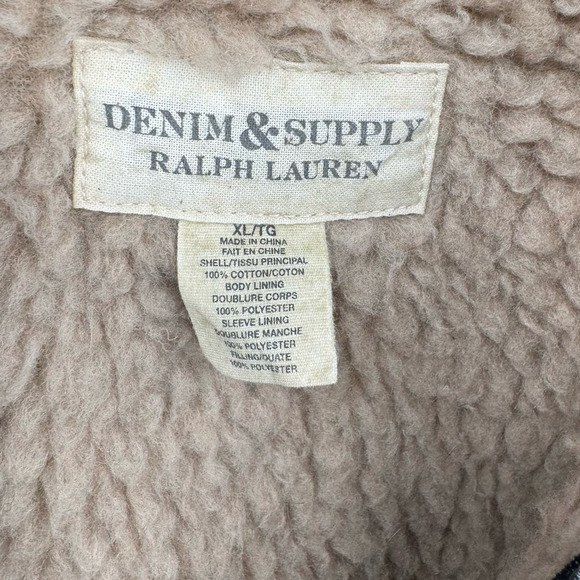 DENIM & SUPPLY
RALPH LAUREN
XL/TG
MADE IN CHINA
FAIT EN CHINE
SHELL/TISSU PRINCIPAL
100% COTTON/COTON
BODY LINING
DOUBLURE CORPS
100% POLYESTER
SLEEVE LINING
DOUBLURE MANCHE
100% POLYESTER
FILLING/OUATE
100% POLYESTER